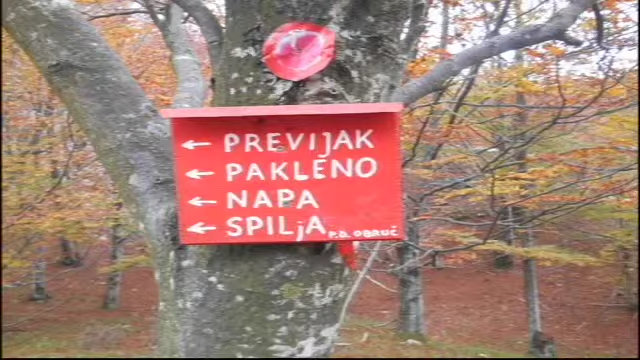 ← PREVIJAK
← PAKLENO
← NAPA
← SPILjA
P.D. OBRUČ